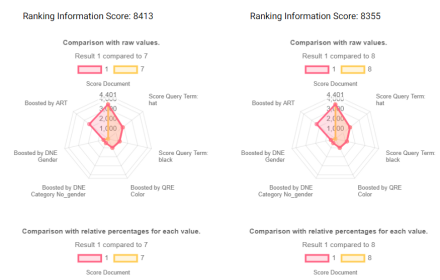 Ranking Information Score: 8413
Comparison with raw values.
Result 1 compared to 7
1 7
Score Document
4,401
3,000
2,000
1,000
Boosted by ART
Score Query Term:
hat
Boosted by DNE
Gender
Score Query Term:
black
Boosted by DNE
Category No_gender
Boosted by QRE
Color
Comparison with relative percentages for each value.
Result 1 compared to 7
1 7
Score Document
Ranking Information Score: 8355
Comparison with raw values.
Result 1 compared to 8
1 8
Score Document
4,401
3,000
2,000
1,000
Boosted by ART
Score Query Term:
hat
Boosted by DNE
Gender
Score Query Term:
black
Boosted by DNE
Category No_gender
Boosted by QRE
Color
Comparison with relative percentages for each value.
Result 1 compared to 8
1 8
Score Document